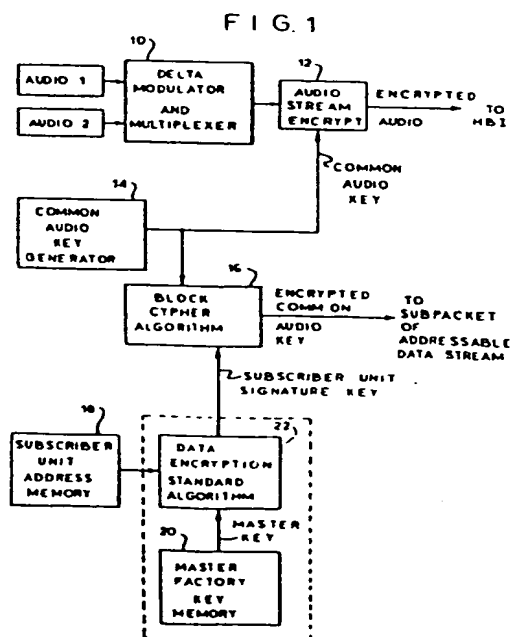 FIG. 1
10
12
AUDIO 1
AUDIO 2
DELTA
MODULATOR
AND
MULTIPLEXER
AUDIO
STREAM
ENCRYPT
ENCRYPTED
AUDIO
TO
HBI
COMMON
AUDIO
KEY
14
COMMON
AUDIO
KEY
GENERATOR
16
BLOCK
CYPHER
ALGORITHM
ENCRYPTED
COMMON
AUDIO
KEY
TO
SUBPACKET
OF
ADDRESSABLE
DATA STREAM
SUBSCRIBER UNIT
SIGNATURE KEY
18
SUBSCRIBER
UNIT
ADDRESS
MEMORY
22
DATA
ENCRYPTION
STANDARD
ALGORITHM
MASTER
KEY
20
MASTER
FACTORY
KEY
MEMORY